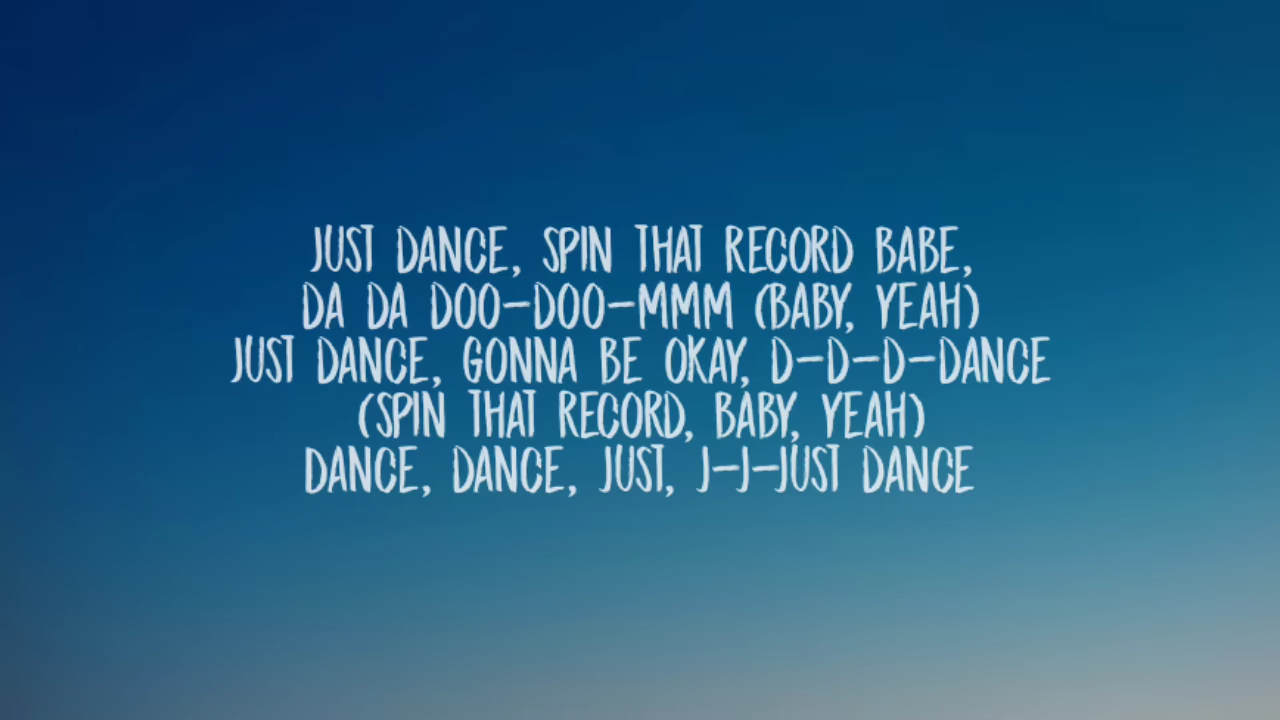 JUST DANCE, SPIN THAT RECORD BABE,
DA DA DOO-DOO-MMM (BABY, YEAH)
JUST DANCE, GONNA BE OKAY, D-D-D-DANCE
(SPIN THAT RECORD, BABY, YEAH)
DANCE, DANCE, JUST, J-J-JUST DANCE